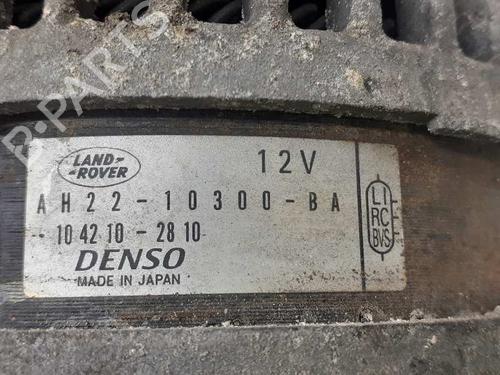 B-PARTS
LAND-
-ROVER
12V
AH22-10300-BA
104210-2810
DENSO
MADE IN JAPAN
LI
RC
BVS